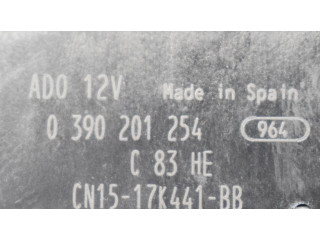 ADO 12V Made in Spain
0 390 201 254 964
C 83 HE
CN15-17K441-BB